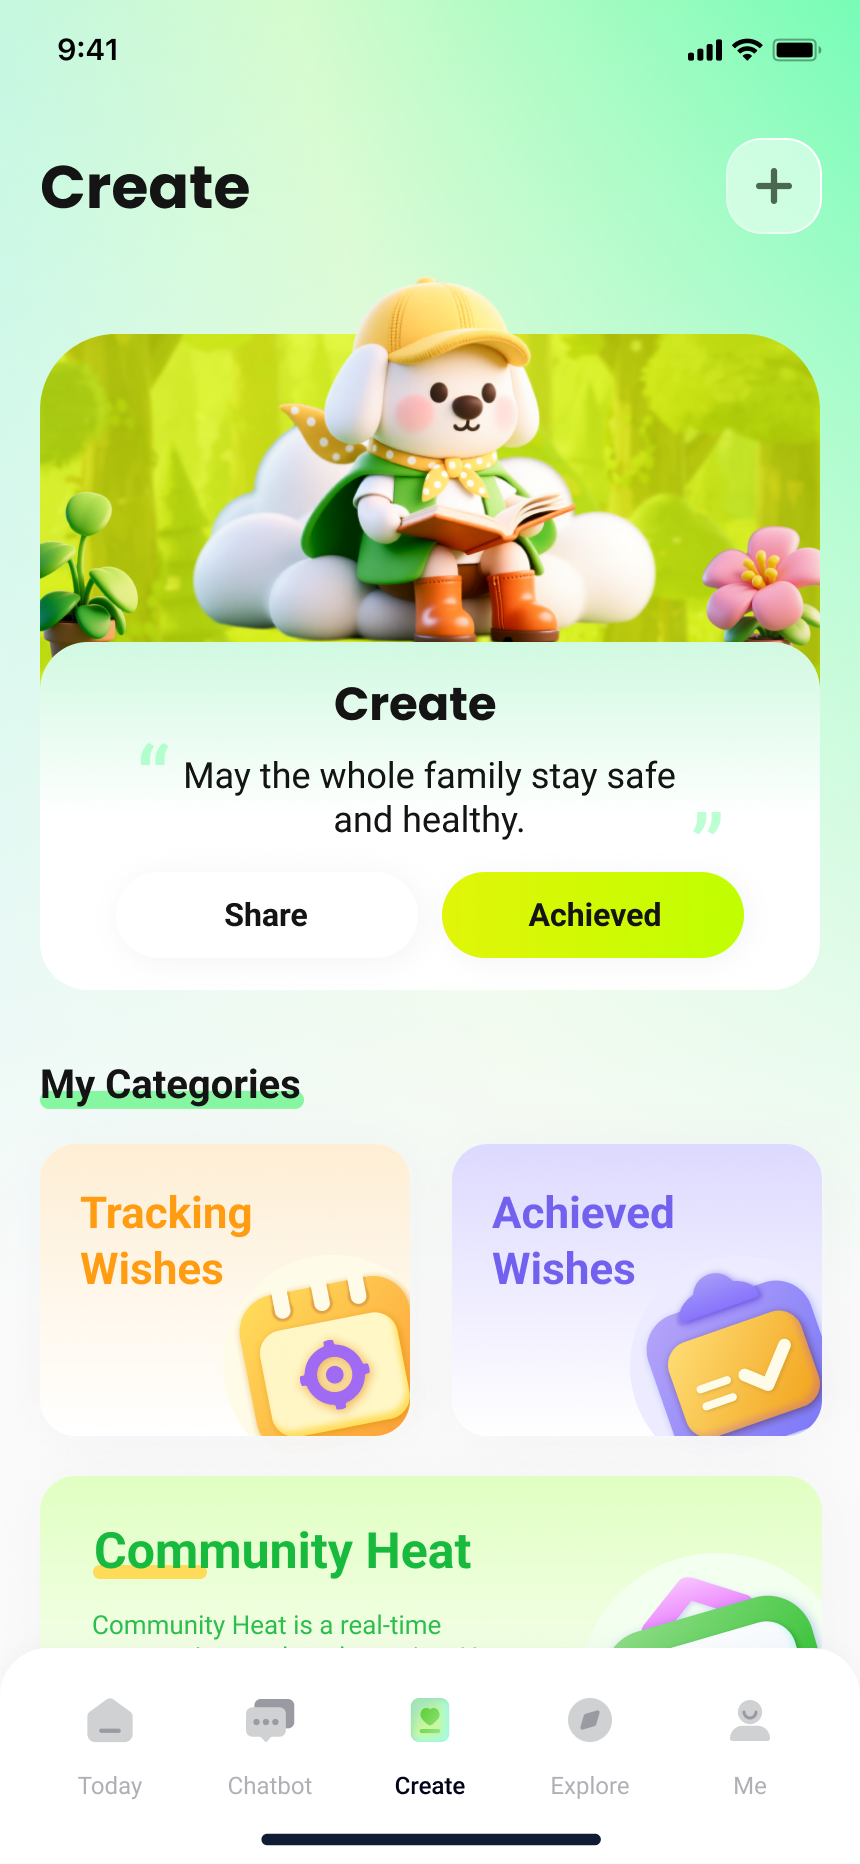 9:41
Create
Create
“ May the whole family stay safe
and healthy. ”
Share
Achieved
My Categories
Tracking
Wishes
Achieved
Wishes
Community Heat
Community Heat is a real-time
Today
Chatbot
Create
Explore
Me